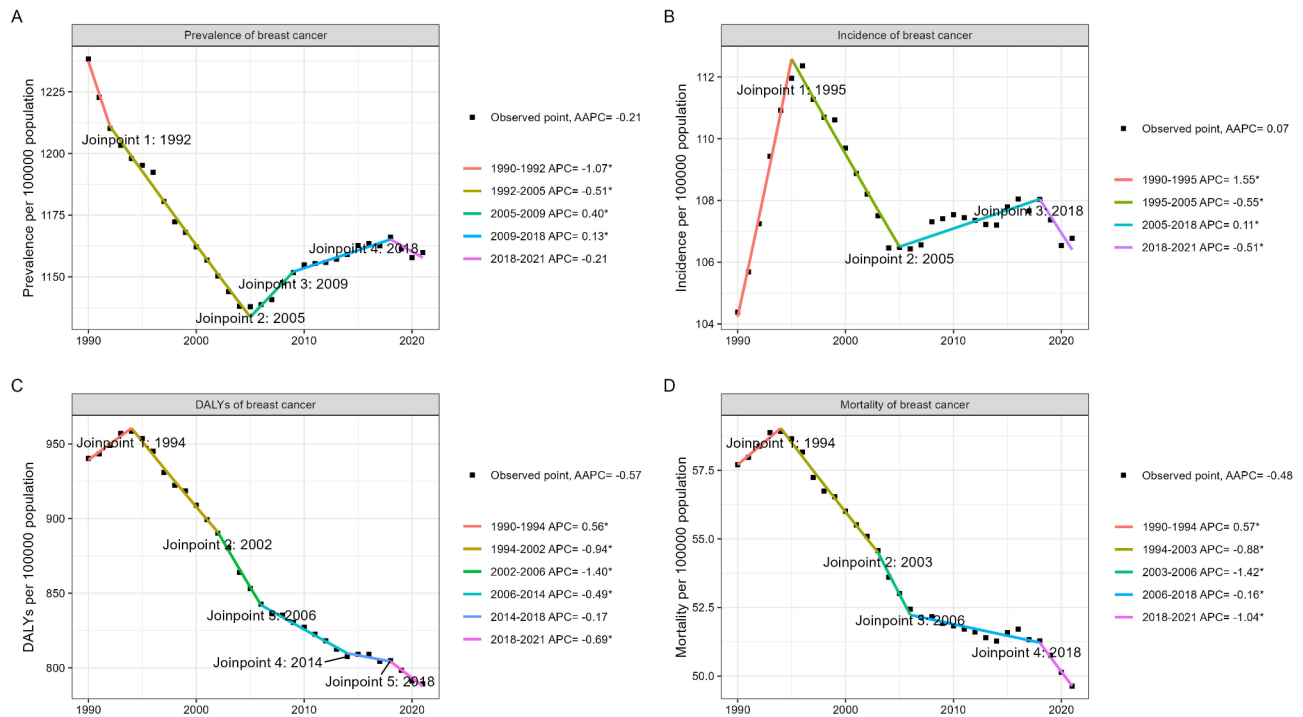 A
Prevalence of breast cancer
Prevalence per 100000 population
1225
1200
1175
1150
1990
2000
2010
2020
Joinpoint 1: 1992
Joinpoint 2: 2005
Joinpoint 3: 2009
Joinpoint 4: 2018
Observed point, AAPC= -0.21
1990-1992 APC= -1.07*
1992-2005 APC= -0.51*
2005-2009 APC= 0.40*
2009-2018 APC= 0.13*
2018-2021 APC= -0.21
B
Incidence of breast cancer
Incidence per 100000 population
112
110
108
106
104
1990
2000
2010
2020
Joinpoint 1: 1995
Joinpoint 2: 2005
Joinpoint 3: 2018
Observed point, AAPC= 0.07
1990-1995 APC= 1.55*
1995-2005 APC= -0.55*
2005-2018 APC= 0.11*
2018-2021 APC= -0.51*
C
DALYs of breast cancer
DALYs per 100000 population
950
900
850
800
1990
2000
2010
2020
Joinpoint 1: 1994
Joinpoint 2: 2002
Joinpoint 3: 2006
Joinpoint 4: 2014
Joinpoint 5: 2018
Observed point, AAPC= -0.57
1990-1994 APC= 0.56*
1994-2002 APC= -0.94*
2002-2006 APC= -1.40*
2006-2014 APC= -0.49*
2014-2018 APC= -0.17
2018-2021 APC= -0.69*
D
Mortality of breast cancer
Mortality per 100000 population
57.5
55.0
52.5
50.0
1990
2000
2010
2020
Joinpoint 1: 1994
Joinpoint 2: 2003
Joinpoint 3: 2006
Joinpoint 4: 2018
Observed point, AAPC= -0.48
1990-1994 APC= 0.57*
1994-2003 APC= -0.88*
2003-2006 APC= -1.42*
2006-2018 APC= -0.16*
2018-2021 APC= -1.04*